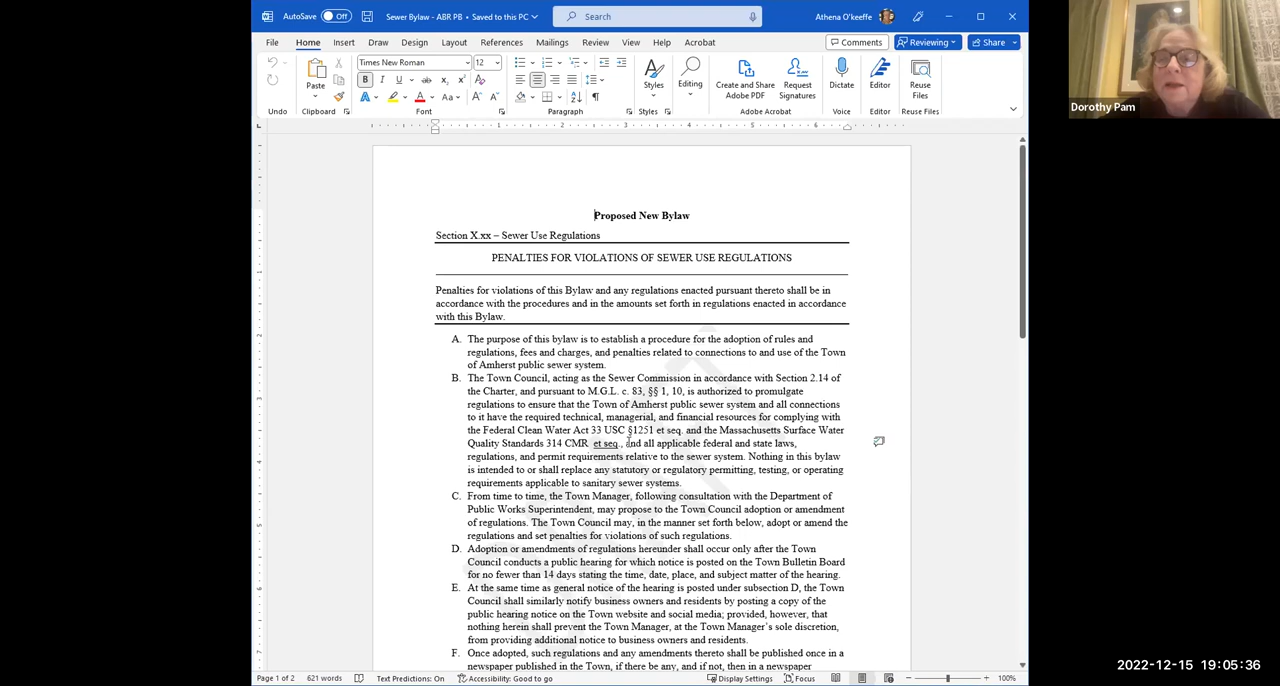 AutoSave Off Sewer Bylaw - ABR PB • Saved to this PC Search Athena O'keeffe
File Home Insert Draw Design Layout References Mailings Review View Help Acrobat Comments Reviewing Share
Times New Roman 12
Paste Styles Editing Create and Share Adobe PDF Request Signatures Dictate Editor Reuse Files
Undo Clipboard Font Paragraph Styles Adobe Acrobat Voice Editor Reuse Files
Dorothy Pam
Proposed New Bylaw
Section X.xx – Sewer Use Regulations
PENALTIES FOR VIOLATIONS OF SEWER USE REGULATIONS
Penalties for violations of this Bylaw and any regulations enacted pursuant thereto shall be in
accordance with the procedures and in the amounts set forth in regulations enacted in accordance
with this Bylaw.
A. The purpose of this bylaw is to establish a procedure for the adoption of rules and
regulations, fees and charges, and penalties related to connections to and use of the Town
of Amherst public sewer system.
B. The Town Council, acting as the Sewer Commission in accordance with Section 2.14 of
the Charter, and pursuant to M.G.L. c. 83, §§ 1, 10, is authorized to promulgate
regulations to ensure that the Town of Amherst public sewer system and all connections
to it have the required technical, managerial, and financial resources for complying with
the Federal Clean Water Act 33 USC §1251 et seq. and the Massachusetts Surface Water
Quality Standards 314 CMR et seq., and all applicable federal and state laws,
regulations, and permit requirements relative to the sewer system. Nothing in this bylaw
is intended to or shall replace any statutory or regulatory permitting, testing, or operating
requirements applicable to sanitary sewer systems.
C. From time to time, the Town Manager, following consultation with the Department of
Public Works Superintendent, may propose to the Town Council adoption or amendment
of regulations. The Town Council may, in the manner set forth below, adopt or amend the
regulations and set penalties for violations of such regulations.
D. Adoption or amendments of regulations hereunder shall occur only after the Town
Council conducts a public hearing for which notice is posted on the Town Bulletin Board
for no fewer than 14 days stating the time, date, place, and subject matter of the hearing.
E. At the same time as general notice of the hearing is posted under subsection D, the Town
Council shall similarly notify business owners and residents by posting a copy of the
public hearing notice on the Town website and social media; provided, however, that
nothing herein shall prevent the Town Manager, at the Town Manager's sole discretion,
from providing additional notice to business owners and residents.
F. Once adopted, such regulations and any amendments thereto shall be published once in a
newspaper published in the Town, if there be any, and if not, then in a newspaper
Page 1 of 2 621 words Text Predictions: On Accessibility: Good to go Display Settings Focus 100%
2022-12-15 19:05:36